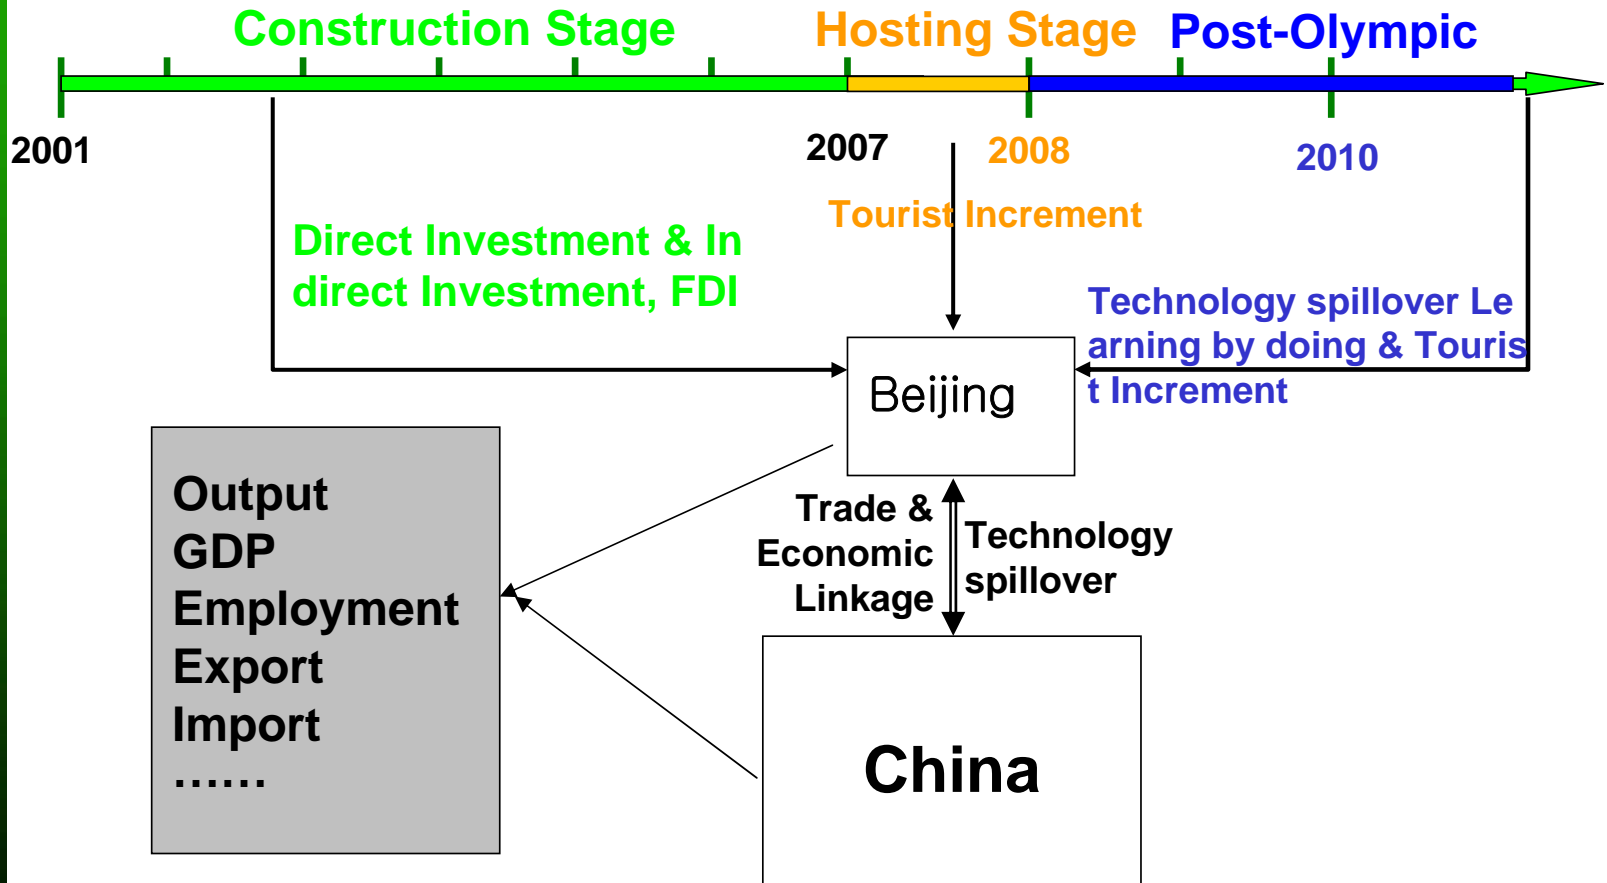 Construction Stage
Hosting Stage
Post-Olympic
2001
2007
2008
2010
Tourist Increment
Direct Investment & In
direct Investment, FDI
Technology spillover Le
arning by doing & Touris
t Increment
Beijing
Output
GDP
Employment
Export
Import
……
Trade &
Economic
Linkage
Technology
spillover
China